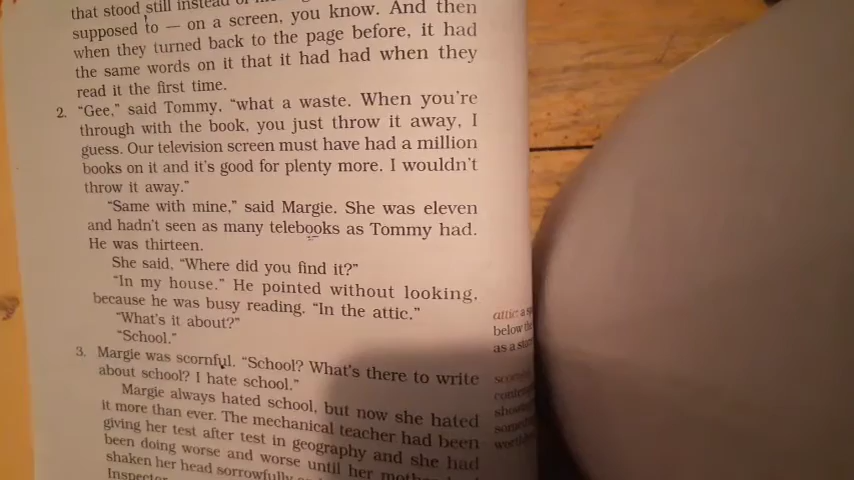 that stood still instead of
supposed to — on a screen, you know. And then
when they turned back to the page before, it had
the same words on it that it had had when they
read it the first time.
2. "Gee," said Tommy, "what a waste. When you're
through with the book, you just throw it away, I
guess. Our television screen must have had a million
books on it and it's good for plenty more. I wouldn't
throw it away."
"Same with mine," said Margie. She was eleven
and hadn't seen as many telebooks as Tommy had.
He was thirteen.
She said, "Where did you find it?"
"In my house." He pointed without looking,
because he was busy reading. "In the attic."
"What's it about?"
"School."
3. Margie was scornful. "School? What's there to write
about school? I hate school."
Margie always hated school, but now she hated
it more than ever. The mechanical teacher had been
giving her test after test in geography and she had
been doing worse and worse until her
shaken her head sorrowfully
Inspector
attic: a
below the
as a